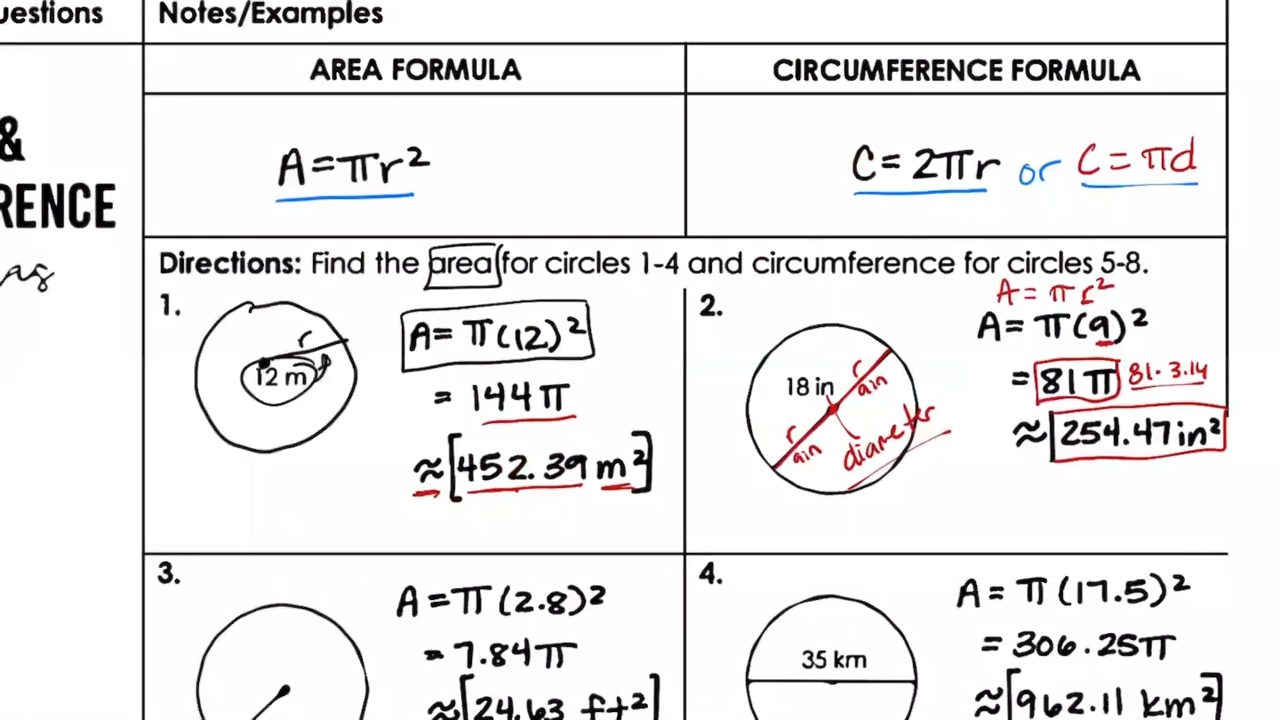 uestions
Notes/Examples
AREA FORMULA
CIRCUMFERENCE FORMULA
&
RENCE
as
A=πr²
C=2πr or C=πd
Directions: Find the area for circles 1-4 and circumference for circles 5-8.
1.
r
12 m
A= π(12)²
= 144π
≈[452.39 m²]
2.
18 in
r
9in
r
9in
diameter
A= πr²
A= π(9)²
= 81π 81·3.14
≈ 254.47in²
3.
A=π(2.8)²
=7.84π
≈[24.63 ft²]
4.
35 km
A= π(17.5)²
= 306.25π
≈[962.11 km²]